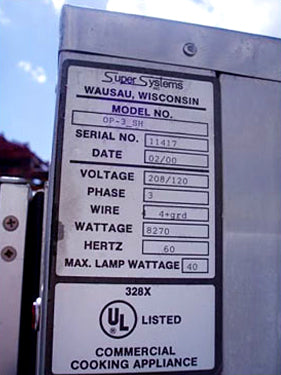 Super Systems
WAUSAU, WISCONSIN
MODEL NO.
OP-3_SH
SERIAL NO. 11417
DATE 02/00
VOLTAGE 208/120
PHASE 3
WIRE 4+grd
WATTAGE 8270
HERTZ 60
MAX. LAMP WATTAGE 40
328X
UL LISTED
COMMERCIAL
COOKING APPLIANCE